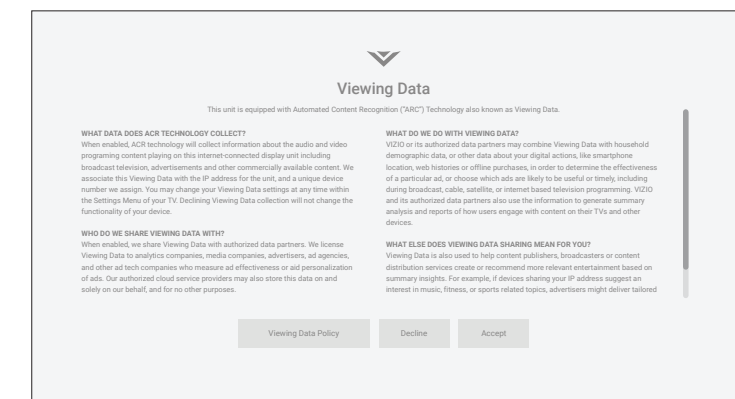 Viewing Data
This unit is equipped with Automated Content Recognition ("ARC") Technology also known as Viewing Data.
WHAT DATA DOES ACR TECHNOLOGY COLLECT?
When enabled, ACR technology will collect information about the audio and video
programing content playing on this internet-connected display unit including
broadcast television, advertisements and other commercially available content. We
associate this Viewing Data with the IP address for the unit, and a unique device
number we assign. You may change your Viewing Data settings at any time within
the Settings Menu of your TV. Declining Viewing Data collection will not change the
functionality of your device.
WHO DO WE SHARE VIEWING DATA WITH?
When enabled, we share Viewing Data with authorized data partners. We license
Viewing Data to analytics companies, media companies, advertisers, ad agencies,
and other ad tech companies who measure ad effectiveness or aid personalization
of ads. Our authorized cloud service providers may also store this data on and
solely on our behalf, and for no other purposes.
WHAT DO WE DO WITH VIEWING DATA?
VIZIO or its authorized data partners may combine Viewing Data with household
demographic data, or other data about your digital actions, like smartphone
location, web histories or offline purchases, in order to determine the effectiveness
of a particular ad, or choose which ads are likely to be useful or timely, including
during broadcast, cable, satellite, or internet based television programming. VIZIO
and its authorized data partners also use the information to generate summary
analysis and reports of how users engage with content on their TVs and other
devices.
WHAT ELSE DOES VIEWING DATA SHARING MEAN FOR YOU?
Viewing Data is also used to help content publishers, broadcasters or content
distribution services create or recommend more relevant entertainment based on
summary insights. For example, if devices sharing your IP address suggest an
interest in music, fitness, or sports related topics, advertisers might deliver tailored
Viewing Data Policy
Decline
Accept